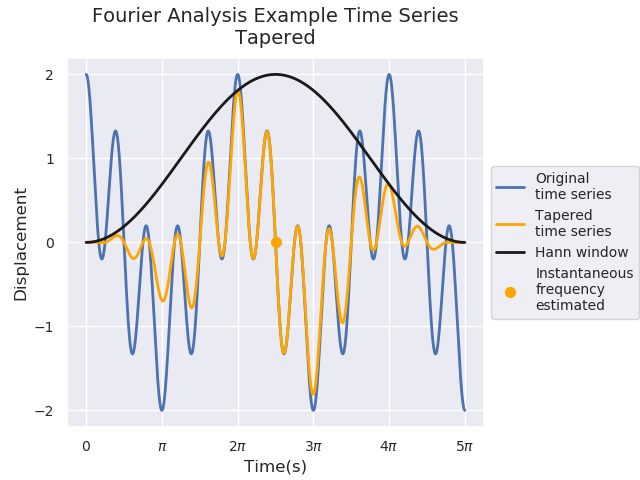 Fourier Analysis Example Time Series
Tapered
Displacement
2
1
0
−1
−2
0
π
2π
3π
4π
5π
Time(s)
Original
time series
Tapered
time series
Hann window
Instantaneous
frequency
estimated